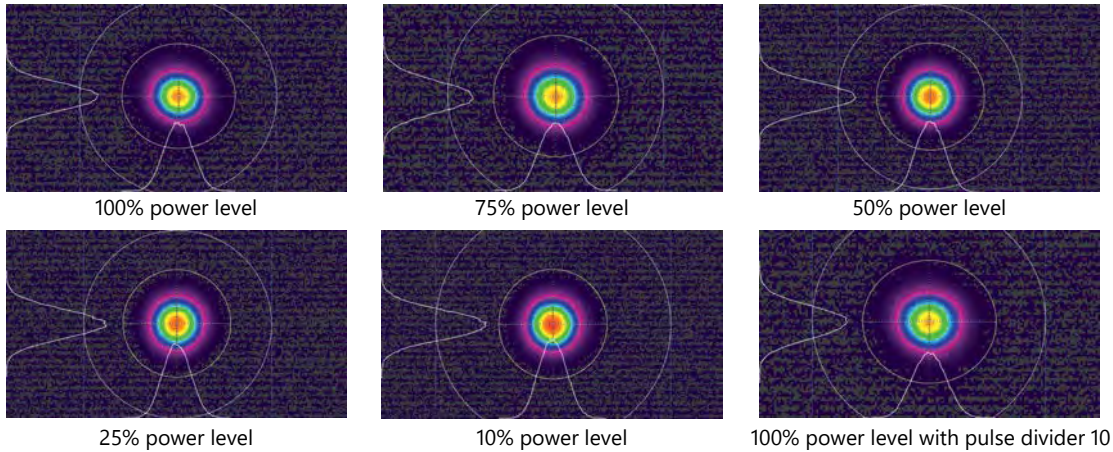 100% power level
75% power level
50% power level
25% power level
10% power level
100% power level with pulse divider 10